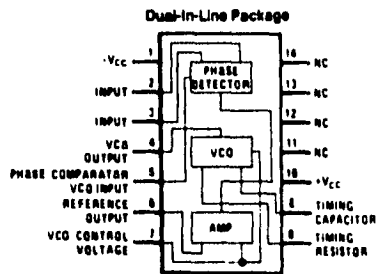 Dual-In-Line Package
-VCC
1
INPUT
2
INPUT
3
VCO
OUTPUT
4
PHASE COMPARATOR
VCO INPUT
5
REFERENCE
OUTPUT
6
VCO CONTROL
VOLTAGE
7
PHASE
DETECTOR
VCO
AMP
14
NC
13
NC
12
NC
11
NC
10
+VCC
TIMING
CAPACITOR
8
TIMING
RESISTOR